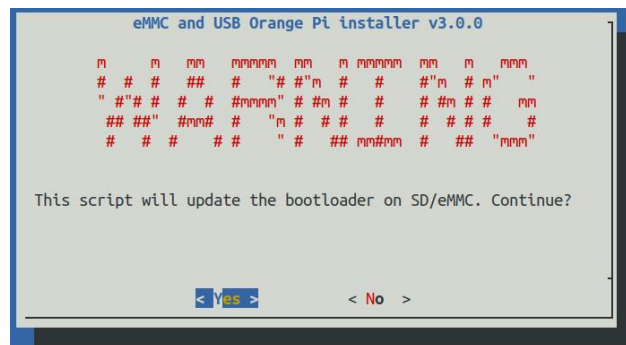 eMMC and USB Orange Pi installer v3.0.0
WARNING
This script will update the bootloader on SD/eMMC. Continue?
< Yes > < No >